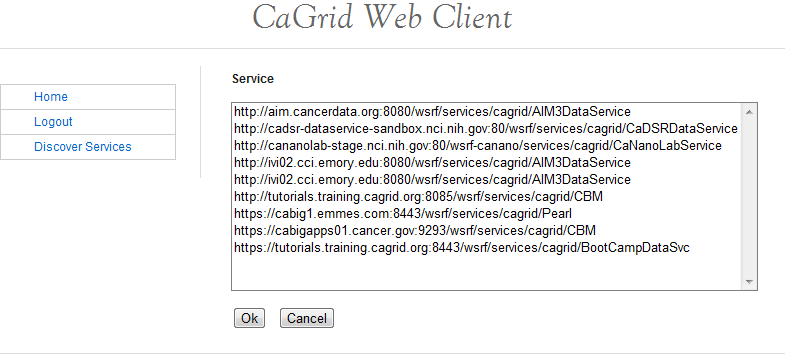 CaGrid Web Client
Home
Logout
Discover Services
Service
http://aim.cancerdata.org:8080/wsrf/services/cagrid/AIM3DataService
http://cadsr-dataservice-sandbox.nci.nih.gov:80/wsrf/services/cagrid/CaDSRDataService
http://cananolab-stage.nci.nih.gov:80/wsrf-canano/services/cagrid/CaNanoLabService
http://ivi02.cci.emory.edu:8080/wsrf/services/cagrid/AIM3DataService
http://ivi02.cci.emory.edu:8080/wsrf/services/cagrid/AIM3DataService
http://tutorials.training.cagrid.org:8085/wsrf/services/cagrid/CBM
https://cabig1.emmes.com:8443/wsrf/services/cagrid/Pearl
https://cabigapps01.cancer.gov:9293/wsrf/services/cagrid/CBM
https://tutorials.training.cagrid.org:8443/wsrf/services/cagrid/BootCampDataSvc
Ok Cancel